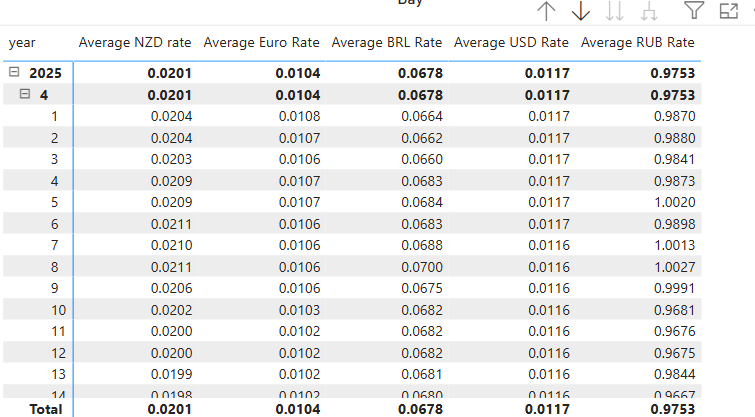 Day
year Average NZD rate Average Euro Rate Average BRL Rate Average USD Rate Average RUB Rate
2025 0.0201 0.0104 0.0678 0.0117 0.9753
4 0.0201 0.0104 0.0678 0.0117 0.9753
1 0.0204 0.0108 0.0664 0.0117 0.9870
2 0.0204 0.0107 0.0662 0.0117 0.9880
3 0.0203 0.0106 0.0660 0.0117 0.9841
4 0.0209 0.0107 0.0683 0.0117 0.9873
5 0.0209 0.0107 0.0684 0.0117 1.0020
6 0.0211 0.0106 0.0683 0.0117 0.9898
7 0.0210 0.0106 0.0688 0.0116 1.0013
8 0.0211 0.0106 0.0700 0.0116 1.0027
9 0.0206 0.0106 0.0675 0.0116 0.9991
10 0.0202 0.0103 0.0682 0.0116 0.9681
11 0.0200 0.0102 0.0682 0.0116 0.9676
12 0.0200 0.0102 0.0682 0.0116 0.9675
13 0.0199 0.0102 0.0681 0.0116 0.9844
14 0.0198 0.0102 0.0680 0.0116 0.9667
Total 0.0201 0.0104 0.0678 0.0117 0.9753